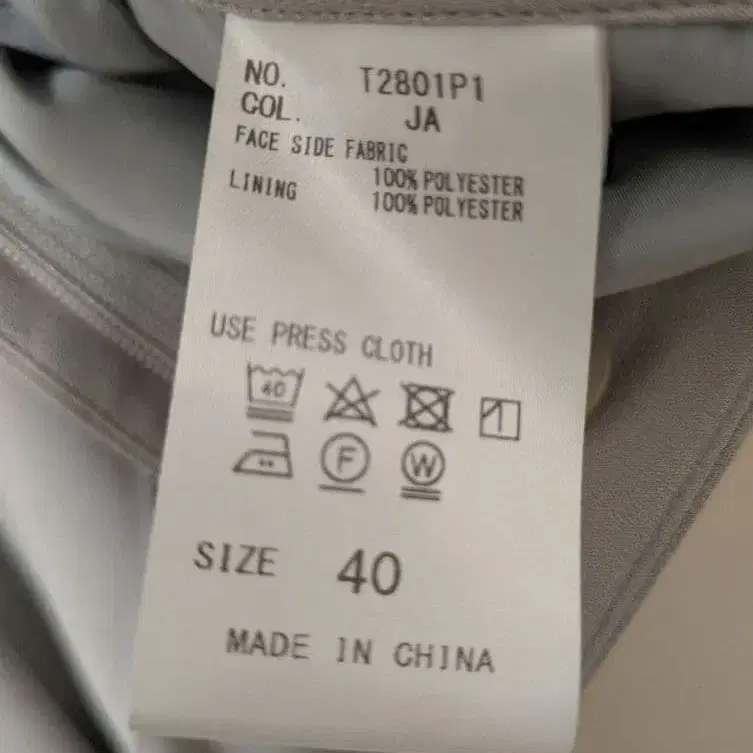 NO. T2801P1
COL. JA
FACE SIDE FABRIC
100% POLYESTER
LINING 100% POLYESTER
USE PRESS CLOTH
40
F W
SIZE 40
MADE IN CHINA